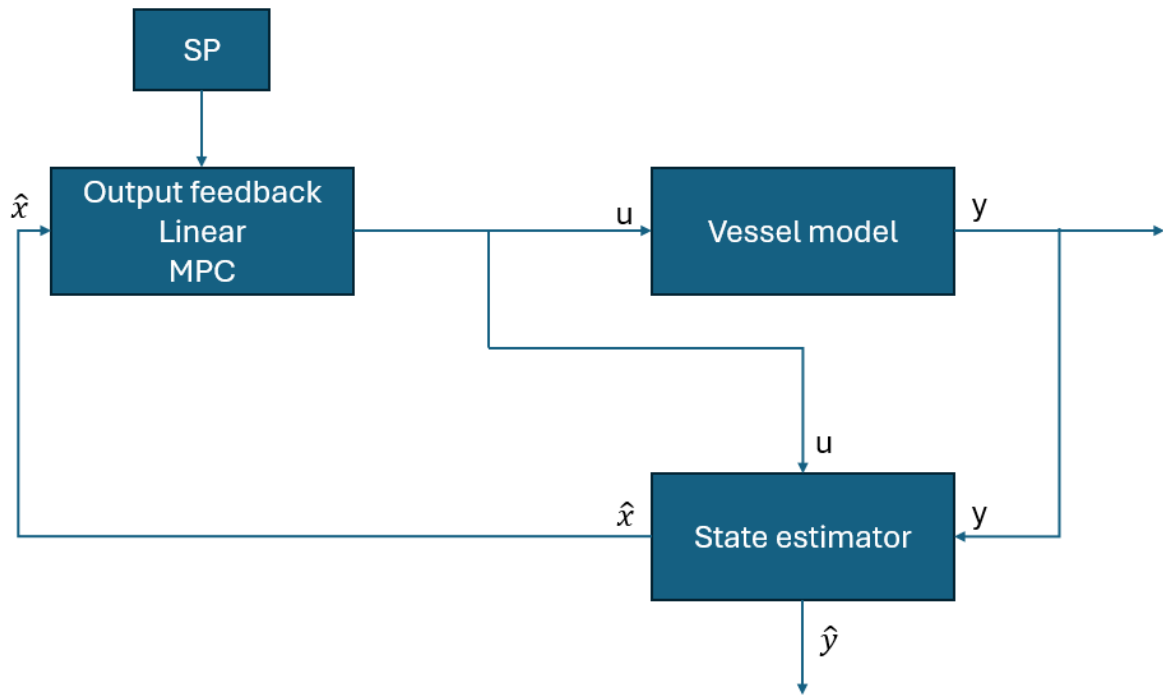 SP
Output feedback
Linear
MPC
x̂
u
Vessel model
y
u
x̂
State estimator
y
ŷ